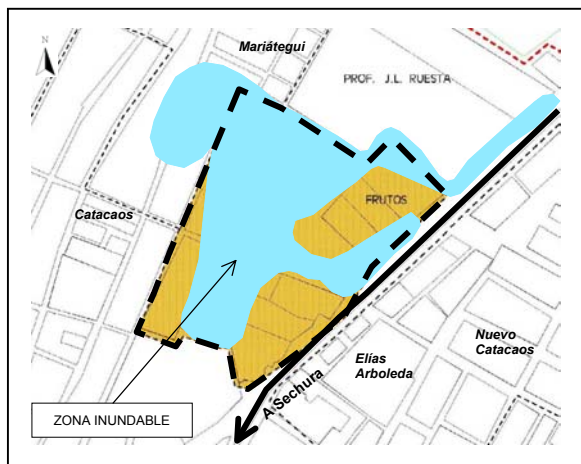 N
Mariátegui
PROF. J.L. RUESTA
FRUTOS
Catacaos
Nuevo
Catacaos
Elías
Arboleda
A Sechura
ZONA INUNDABLE